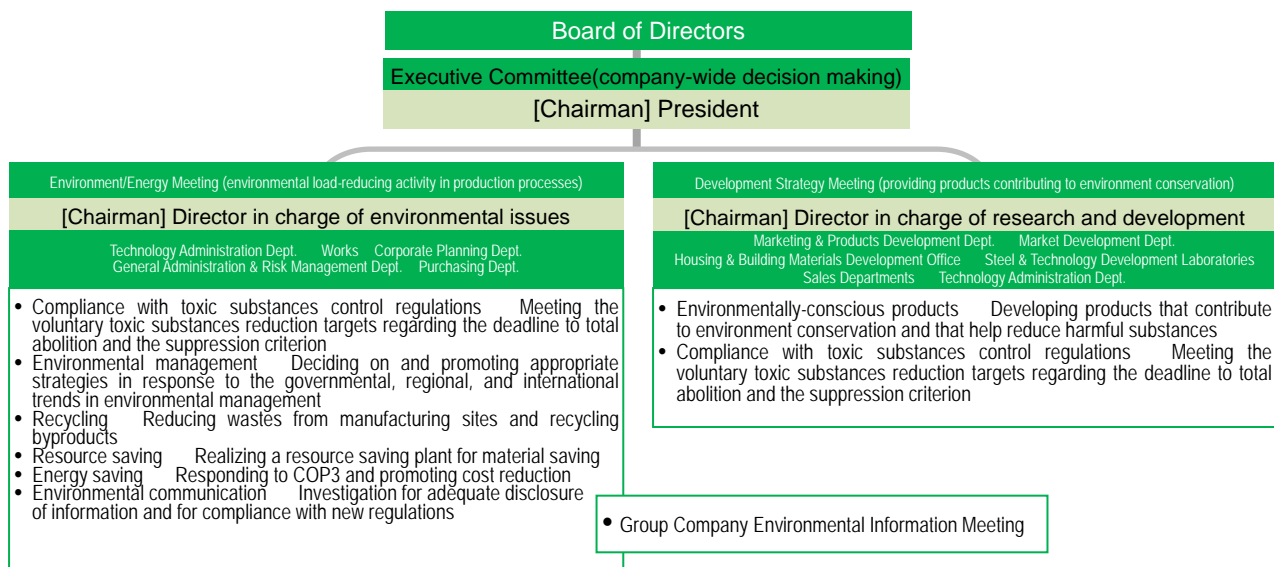 Board of Directors
Executive Committee(company-wide decision making)
[Chairman] President
Environment/Energy Meeting (environmental load-reducing activity in production processes)
[Chairman] Director in charge of environmental issues
Technology Administration Dept. Works Corporate Planning Dept.
General Administration & Risk Management Dept. Purchasing Dept.
• Compliance with toxic substances control regulations Meeting the
voluntary toxic substances reduction targets regarding the deadline to total
abolition and the suppression criterion
• Environmental management Deciding on and promoting appropriate
strategies in response to the governmental, regional, and international
trends in environmental management
• Recycling Reducing wastes from manufacturing sites and recycling
byproducts
• Resource saving Realizing a resource saving plant for material saving
• Energy saving Responding to COP3 and promoting cost reduction
• Environmental communication Investigation for adequate disclosure
of information and for compliance with new regulations
Development Strategy Meeting (providing products contributing to environment conservation)
[Chairman] Director in charge of research and development
Marketing & Products Development Dept. Market Development Dept.
Housing & Building Materials Development Office Steel & Technology Development Laboratories
Sales Departments Technology Administration Dept.
• Environmentally-conscious products Developing products that contribute
to environment conservation and that help reduce harmful substances
• Compliance with toxic substances control regulations Meeting the
voluntary toxic substances reduction targets regarding the deadline to total
abolition and the suppression criterion
• Group Company Environmental Information Meeting